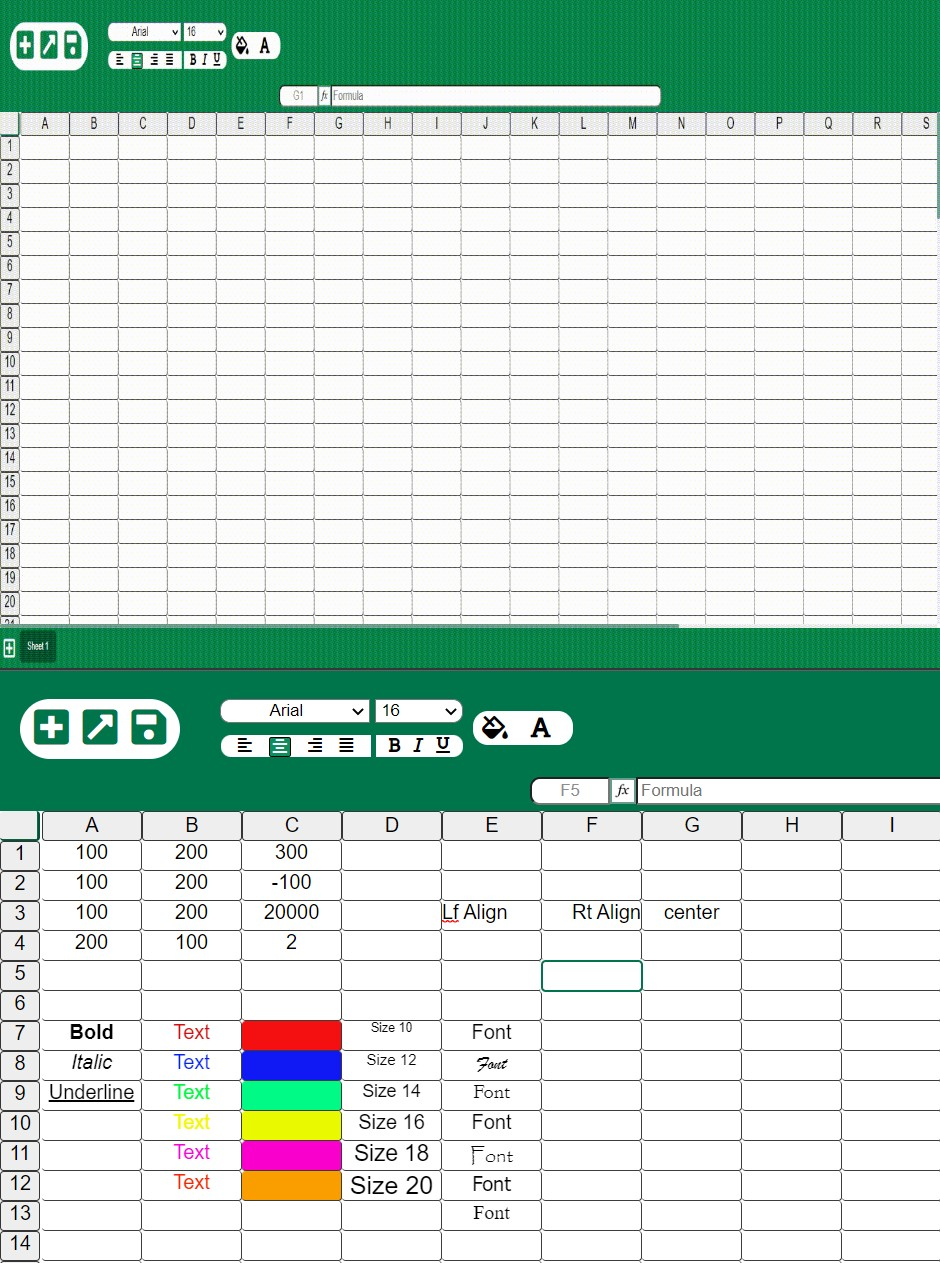 Arial 16
A
B I U
G1 fx Formula
A B C D E F G H I J K L M N O P Q R S
1
2
3
4
5
6
7
8
9
10
11
12
13
14
15
16
17
18
19
20
21
Sheet 1
Arial 16
A
B I U
F5 fx Formula
A B C D E F G H I
1 100 200 300
2 100 200 -100
3 100 200 20000 Lf Align Rt Align center
4 200 100 2
5
6
7 Bold Text Size 10 Font
8 Italic Text Size 12 Font
9 Underline Text Size 14 Font
10 Text Size 16 Font
11 Text Size 18 Font
12 Text Size 20 Font
13 Font
14